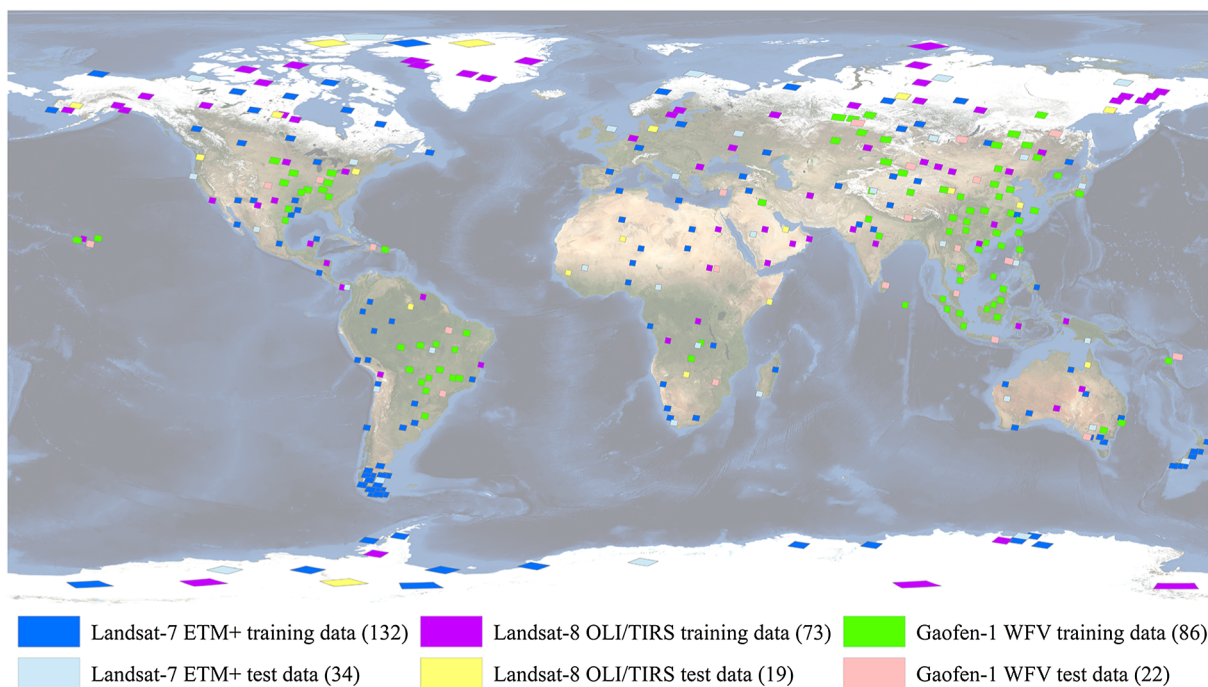 Landsat-7 ETM+ training data (132)
Landsat-8 OLI/TIRS training data (73)
Gaofen-1 WFV training data (86)
Landsat-7 ETM+ test data (34)
Landsat-8 OLI/TIRS test data (19)
Gaofen-1 WFV test data (22)